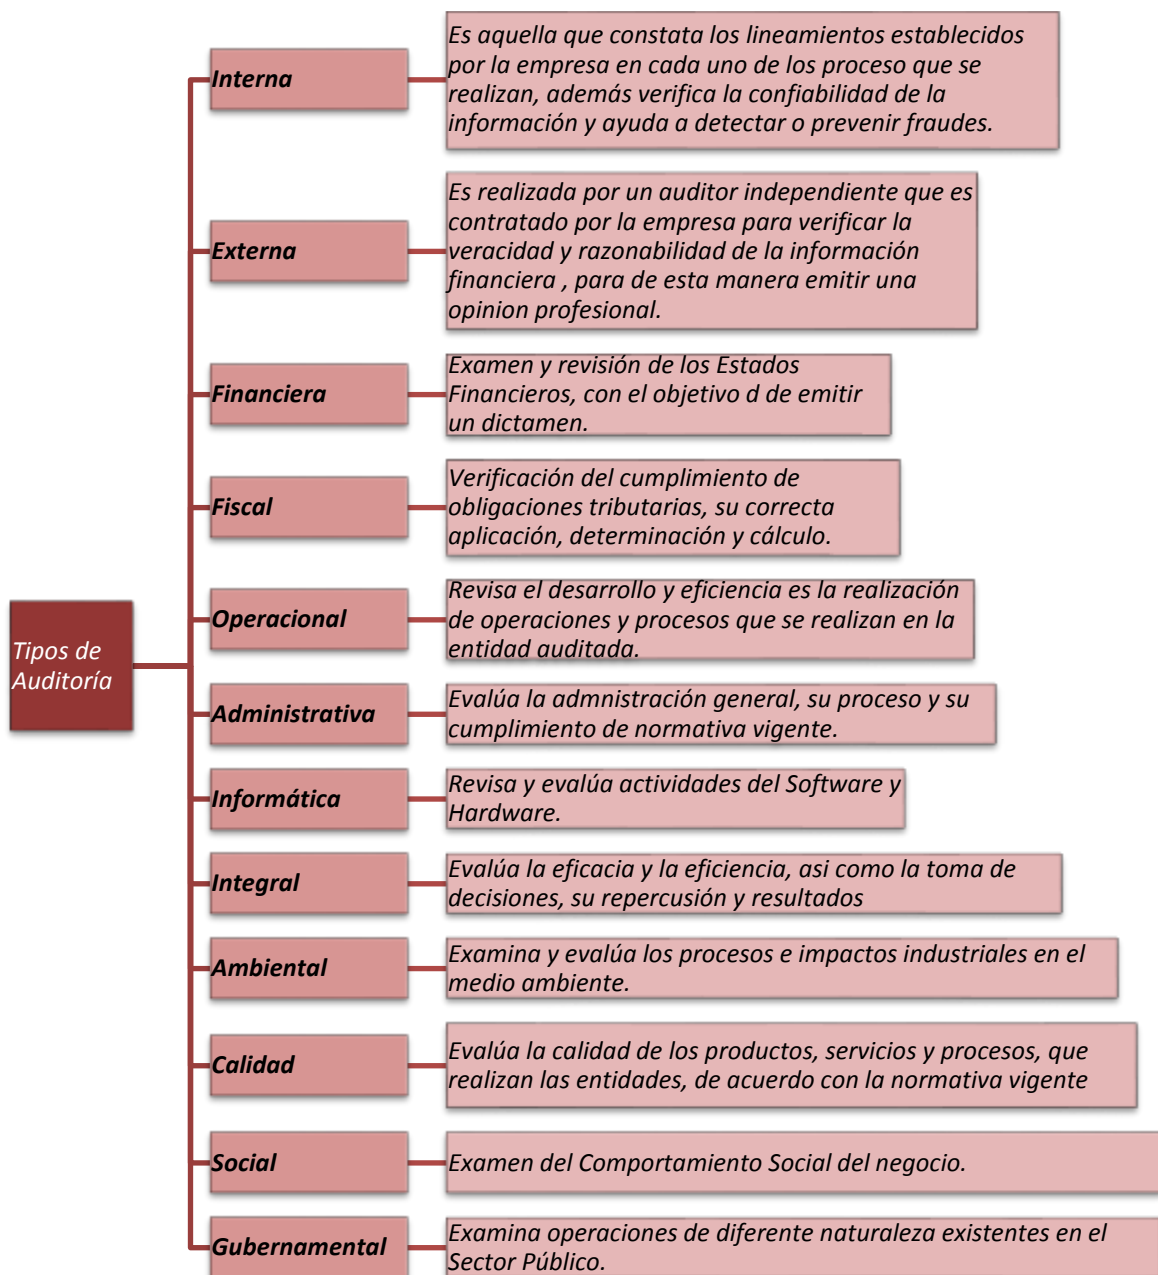 Interna
Es aquella que constata los lineamientos establecidos
por la empresa en cada uno de los proceso que se
realizan, además verifica la confiabilidad de la
información y ayuda a detectar o prevenir fraudes.
Externa
Es realizada por un auditor independiente que es
contratado por la empresa para verificar la
veracidad y razonabilidad de la información
financiera , para de esta manera emitir una
opinion profesional.
Financiera
Examen y revisión de los Estados
Financieros, con el objetivo d de emitir
un dictamen.
Fiscal
Verificación del cumplimiento de
obligaciones tributarias, su correcta
aplicación, determinación y cálculo.
Tipos de
Auditoría
Operacional
Revisa el desarrollo y eficiencia es la realización
de operaciones y procesos que se realizan en la
entidad auditada.
Administrativa
Evalúa la admnistración general, su proceso y su
cumplimiento de normativa vigente.
Informática
Revisa y evalúa actividades del Software y
Hardware.
Integral
Evalúa la eficacia y la eficiencia, asi como la toma de
decisiones, su repercusión y resultados
Ambiental
Examina y evalúa los procesos e impactos industriales en el
medio ambiente.
Calidad
Evalúa la calidad de los productos, servicios y procesos, que
realizan las entidades, de acuerdo con la normativa vigente
Social
Examen del Comportamiento Social del negocio.
Gubernamental
Examina operaciones de diferente naturaleza existentes en el
Sector Público.